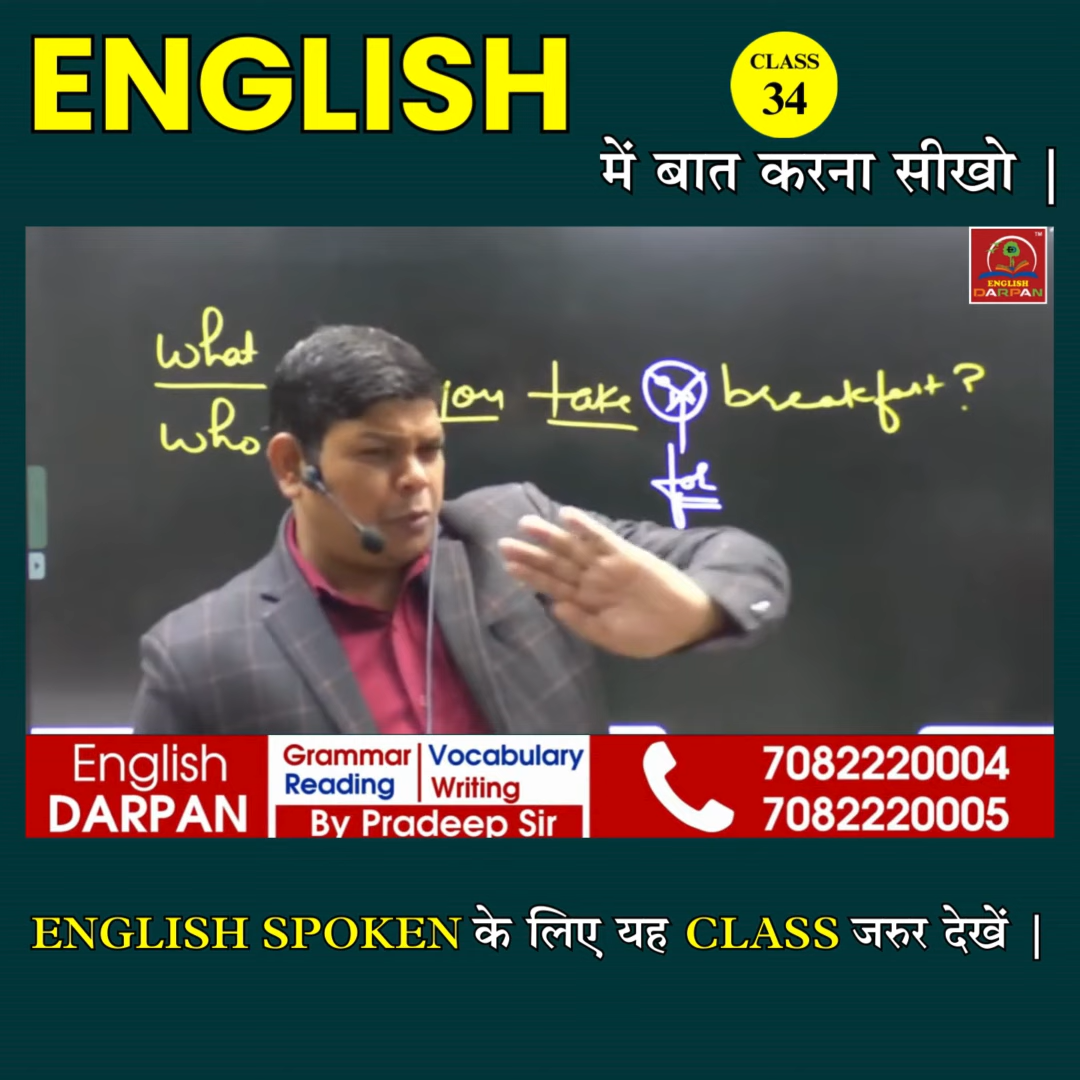 ENGLISH
CLASS
34
में बात करना सीखो |
ENGLISH
DARPAN
TM
what
who
you take breakfast?
for
English
DARPAN
Grammar
Reading
Vocabulary
Writing
By Pradeep Sir
7082220004
7082220005
ENGLISH SPOKEN के लिए यह CLASS जरुर देखें |